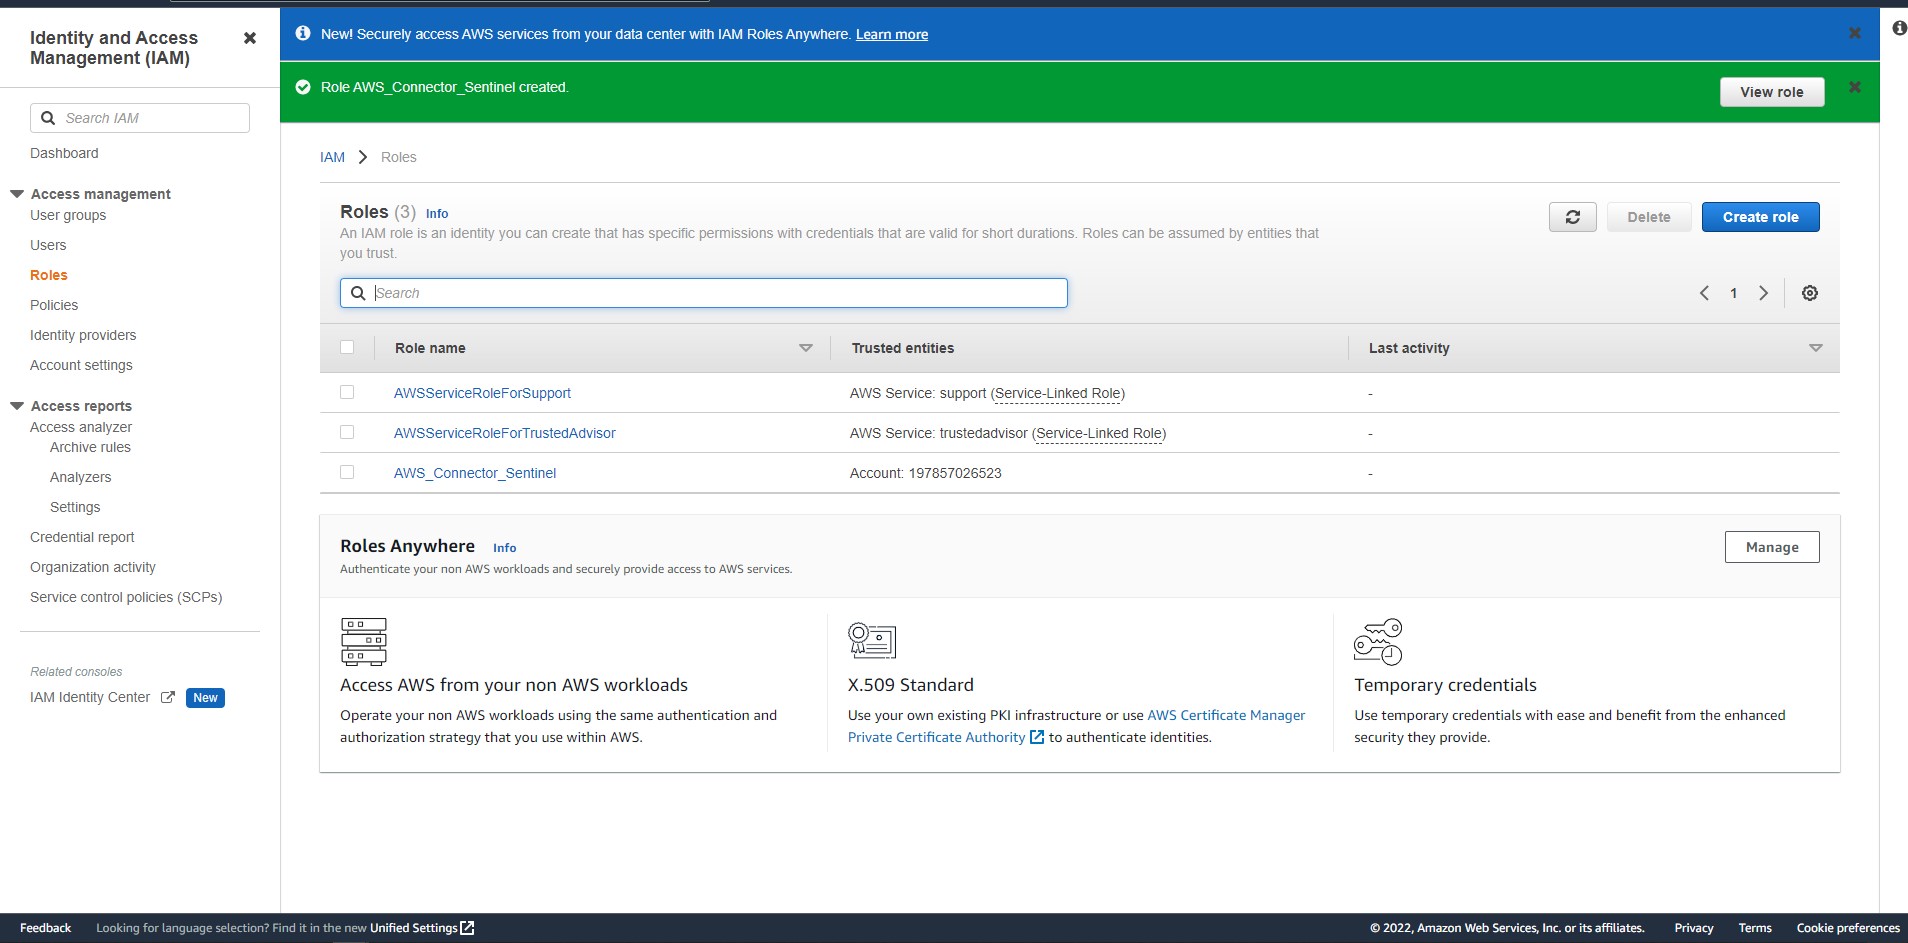 Identity and Access
Management (IAM)
Search IAM
Dashboard
Access management
User groups
Users
Roles
Policies
Identity providers
Account settings
Access reports
Access analyzer
Archive rules
Analyzers
Settings
Credential report
Organization activity
Service control policies (SCPs)
Related consoles
IAM Identity Center New
New! Securely access AWS services from your data center with IAM Roles Anywhere. Learn more
Role AWS_Connector_Sentinel created.
View role
IAM Roles
Roles (3) Info
An IAM role is an identity you can create that has specific permissions with credentials that are valid for short durations. Roles can be assumed by entities that
you trust.
Delete
Create role
Search
1
Role name Trusted entities Last activity
AWSServiceRoleForSupport AWS Service: support (Service-Linked Role) -
AWSServiceRoleForTrustedAdvisor AWS Service: trustedadvisor (Service-Linked Role) -
AWS_Connector_Sentinel Account: 197857026523 -
Roles Anywhere Info
Authenticate your non AWS workloads and securely provide access to AWS services.
Manage
Access AWS from your non AWS workloads
Operate your non AWS workloads using the same authentication and
authorization strategy that you use within AWS.
X.509 Standard
Use your own existing PKI infrastructure or use AWS Certificate Manager
Private Certificate Authority to authenticate identities.
Temporary credentials
Use temporary credentials with ease and benefit from the enhanced
security they provide.
Feedback Looking for language selection? Find it in the new Unified Settings © 2022, Amazon Web Services, Inc. or its affiliates. Privacy Terms Cookie preferences